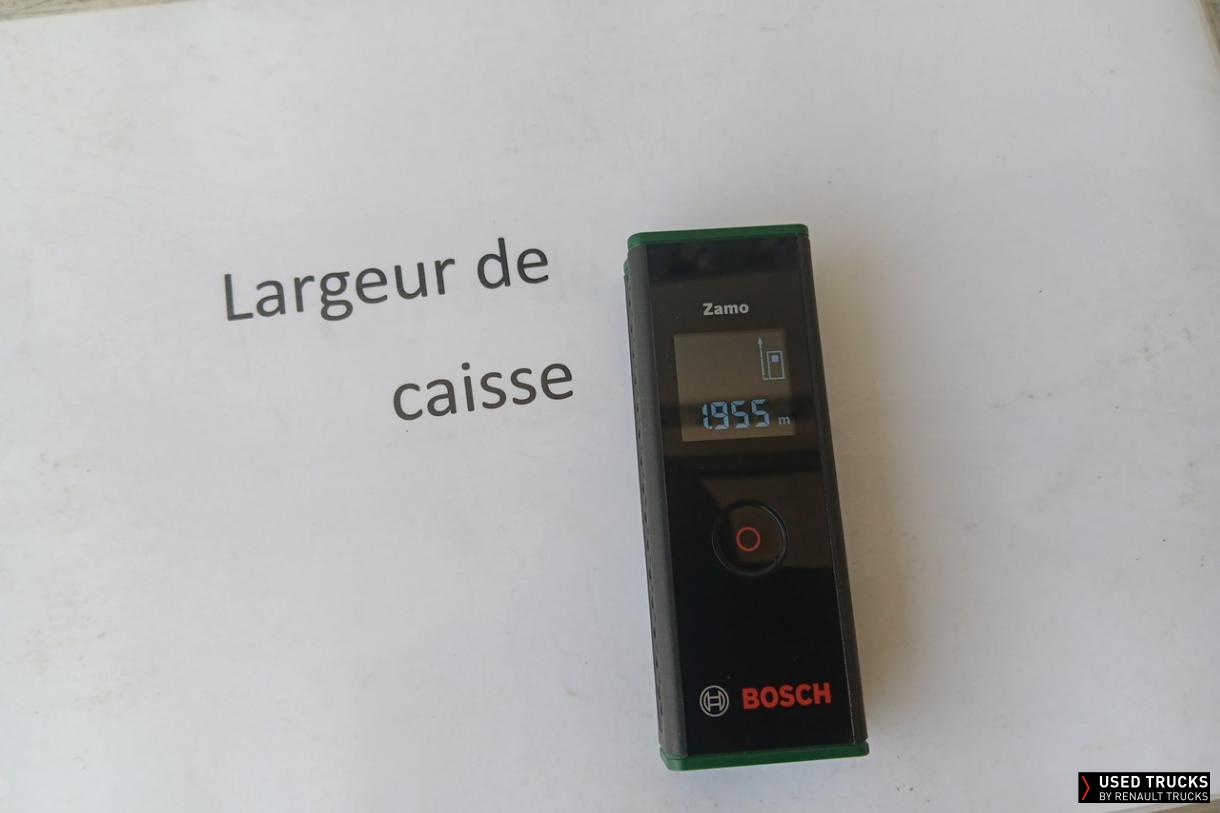 Largeur de
caisse
Zamo
1.955 m
BOSCH
USED TRUCKS
BY RENAULT TRUCKS